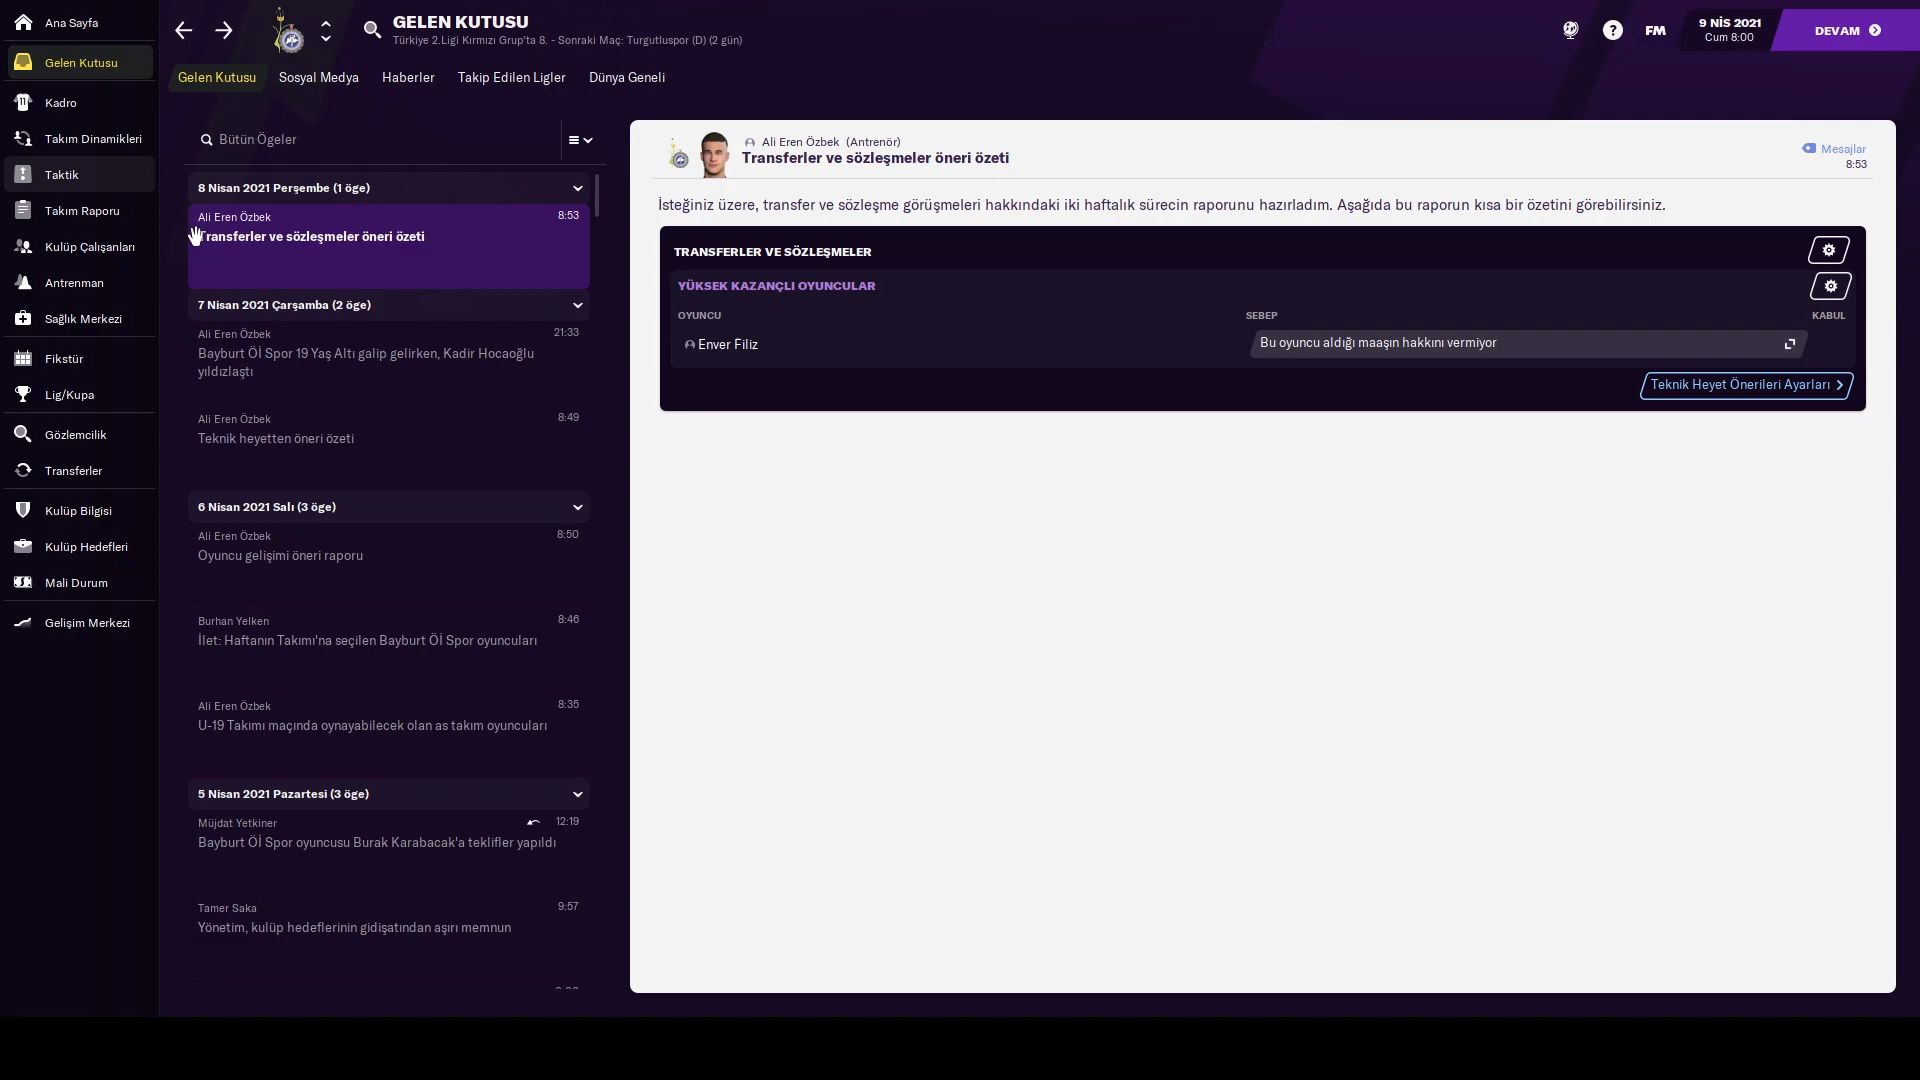 Ana Sayfa
Gelen Kutusu
Kadro
Takım Dinamikleri
Taktik
Takım Raporu
Kulüp Çalışanları
Antrenman
Sağlık Merkezi
Fikstür
Lig/Kupa
Gözlemcilik
Transferler
Kulüp Bilgisi
Kulüp Hedefleri
Mali Durum
Gelişim Merkezi
GELEN KUTUSU
Türkiye 2.Ligi Kırmızı Grup'ta 8. - Sonraki Maç: Turgutluspor (D) (2 gün)
FM
9 NİS 2021
Cum 8:00
DEVAM
Gelen Kutusu
Sosyal Medya
Haberler
Takip Edilen Ligler
Dünya Geneli
Bütün Ögeler
8 Nisan 2021 Perşembe (1 öge)
Ali Eren Özbek 8:53
Transferler ve sözleşmeler öneri özeti
7 Nisan 2021 Çarşamba (2 öge)
Ali Eren Özbek 21:33
Bayburt Öİ Spor 19 Yaş Altı galip gelirken, Kadir Hocaoğlu
yıldızlaştı
Ali Eren Özbek 8:49
Teknik heyetten öneri özeti
6 Nisan 2021 Salı (3 öge)
Ali Eren Özbek 8:50
Oyuncu gelişimi öneri raporu
Burhan Yelken 8:46
İlet: Haftanın Takımı'na seçilen Bayburt Öİ Spor oyuncuları
Ali Eren Özbek 8:35
U-19 Takımı maçında oynayabilecek olan as takım oyuncuları
5 Nisan 2021 Pazartesi (3 öge)
Müjdat Yetkiner 12:19
Bayburt Öİ Spor oyuncusu Burak Karabacak'a teklifler yapıldı
Tamer Saka 9:57
Yönetim, kulüp hedeflerinin gidişatından aşırı memnun
Ali Eren Özbek (Antrenör)
Transferler ve sözleşmeler öneri özeti
Mesajlar
8:53
İsteğiniz üzere, transfer ve sözleşme görüşmeleri hakkındaki iki haftalık sürecin raporunu hazırladım. Aşağıda bu raporun kısa bir özetini görebilirsiniz.
TRANSFERLER VE SÖZLEŞMELER
YÜKSEK KAZANÇLI OYUNCULAR
OYUNCU SEBEP KABUL
Enver Filiz Bu oyuncu aldığı maaşın hakkını vermiyor
Teknik Heyet Önerileri Ayarları